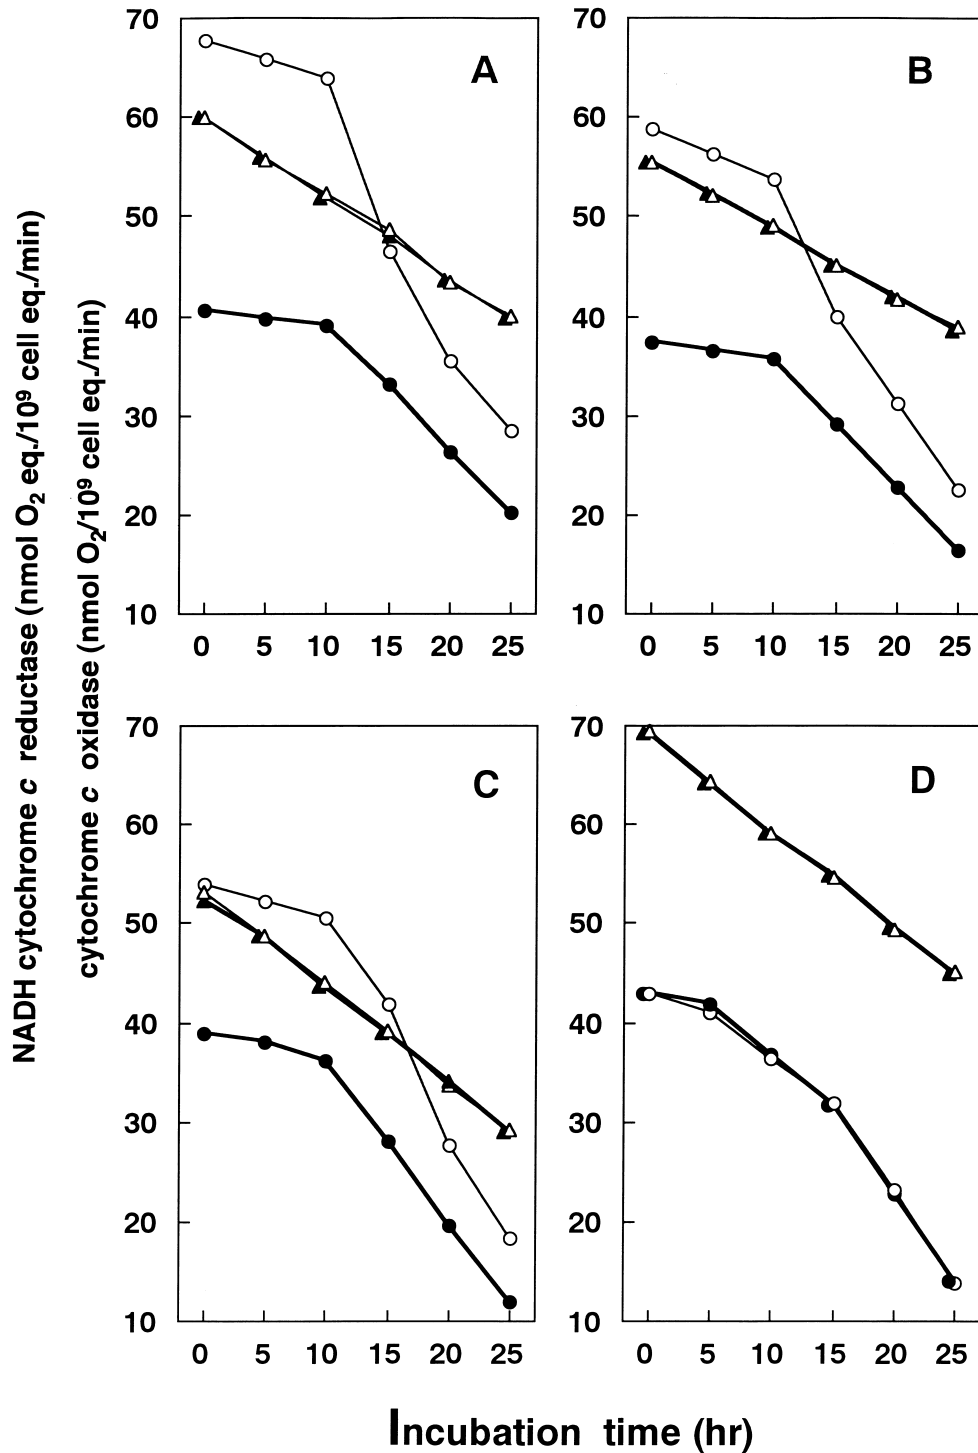 NADH cytochrome c reductase (nmol O2 eq./10⁹ cell eq./min)
cytochrome c oxidase (nmol O2/10⁹ cell eq./min)
A
70
60
50
40
30
20
10
0 5 10 15 20 25
B
70
60
50
40
30
20
10
0 5 10 15 20 25
C
70
60
50
40
30
20
10
0 5 10 15 20 25
D
70
60
50
40
30
20
10
0 5 10 15 20 25
Incubation time (hr)